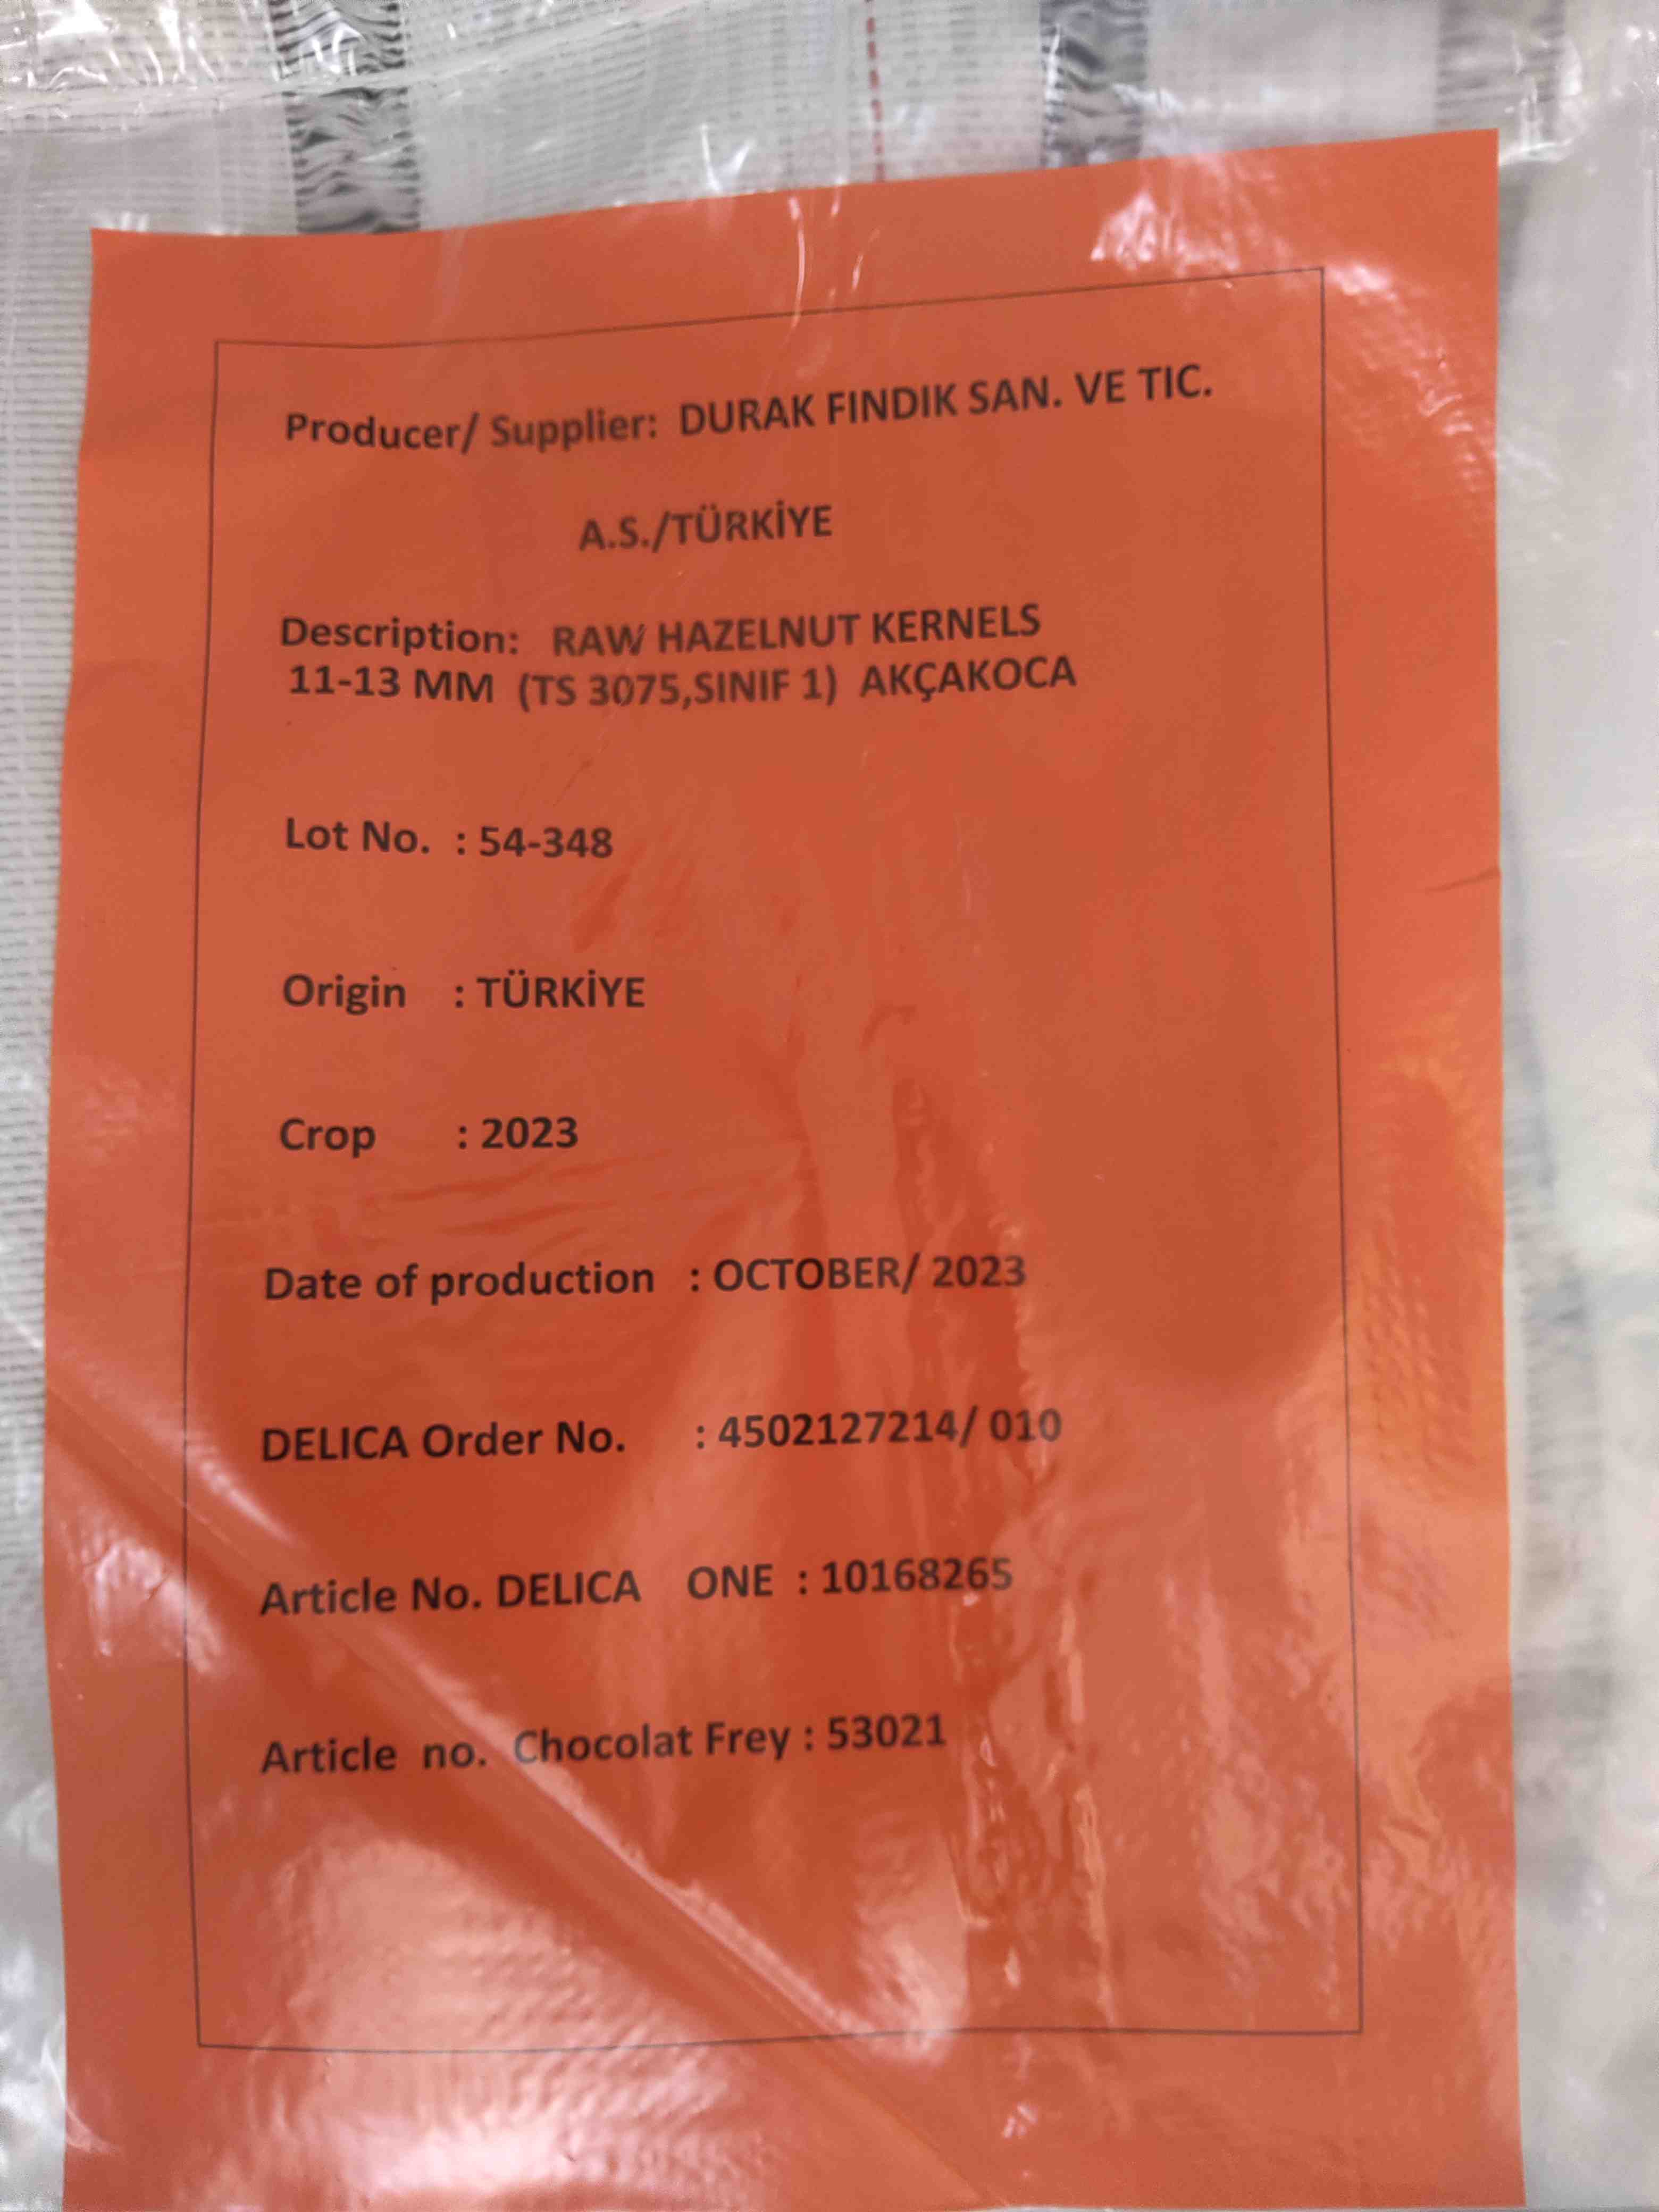 Producer/ Supplier: DURAK FINDIK SAN. VE TIC.
A.S./TÜRKİYE
Description: RAW HAZELNUT KERNELS
11-13 MM (TS 3075,SINIF 1) AKÇAKOCA
Lot No. : 54-348
Origin : TÜRKİYE
Crop : 2023
Date of production : OCTOBER/ 2023
DELICA Order No. : 4502127214/ 010
Article No. DELICA ONE : 10168265
Article no. Chocolat Frey : 53021